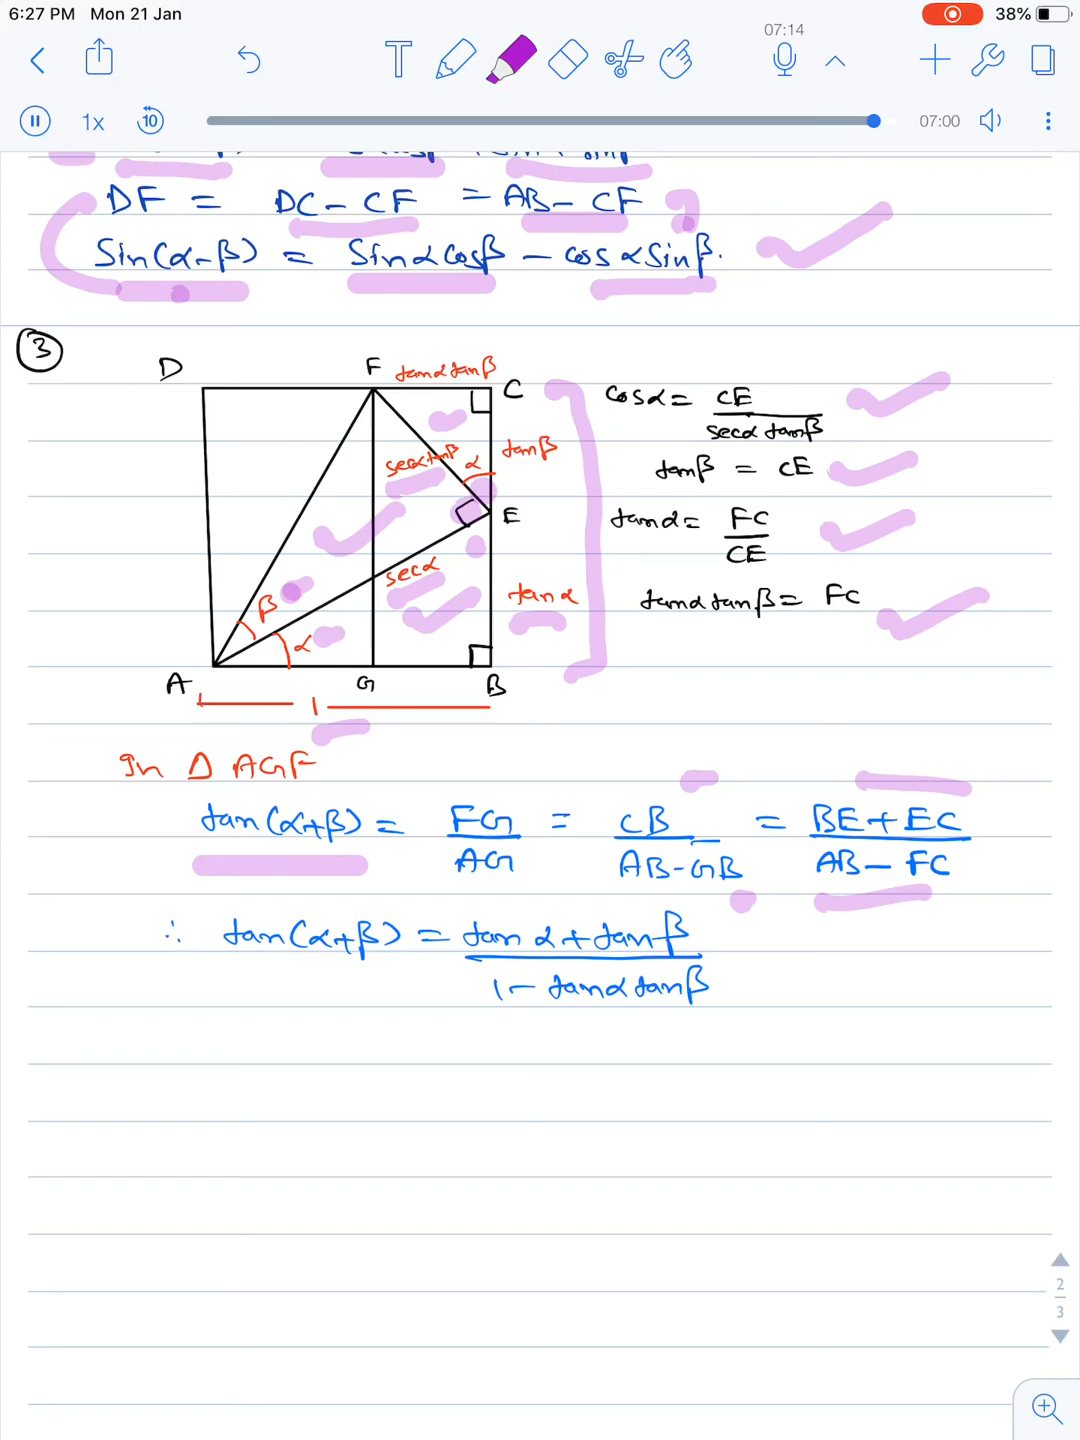 6:27 PM Mon 21 Jan
38%
07:14
T
1x
10
07:00
DF = DC - CF = AB - CF
Sin(α-β) = Sinα Cosβ - cosα Sinβ.
3
D F tanα tanβ C
secα tanβ α tanβ
E
secα
β
tanα
α
A G B
1
cosα = CE / secα tanβ
tanβ = CE
tanα = FC / CE
tanα tanβ = FC
In Δ AGF
tan(α+β) = FG / AG = CB / AB-GB = BE+EC / AB-FC
∴ tan(α+β) = tanα + tanβ / 1 - tanα tanβ
2
3